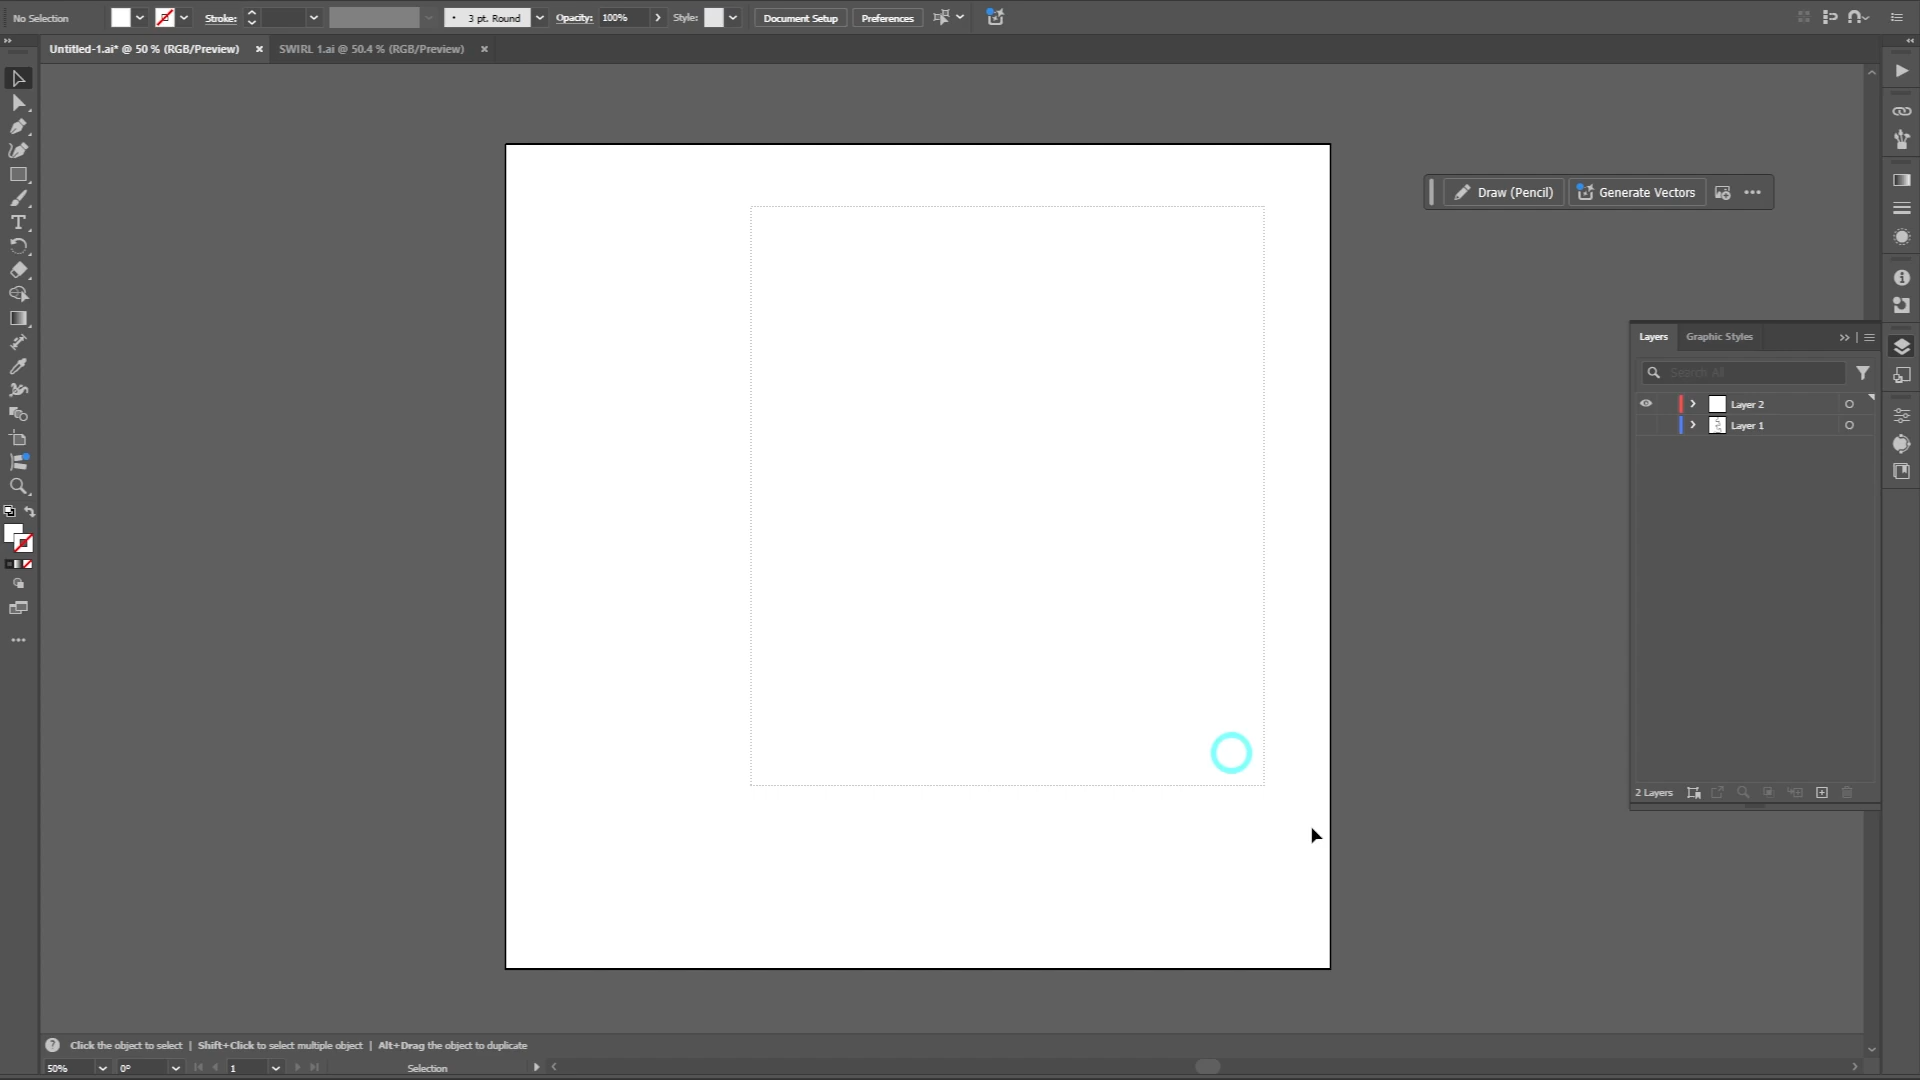 No Selection Stroke: 3 pt. Round Opacity: 100% Style: Document Setup Preferences
Untitled-1.ai* @ 50 % (RGB/Preview) SWIRL 1.ai @ 50.4 % (RGB/Preview)
Draw (Pencil) Generate Vectors
Layers Graphic Styles
Search All
Layer 2
Layer 1
2 Layers
Click the object to select | Shift+Click to select multiple object | Alt+Drag the object to duplicate
50% 0° 1 Selection